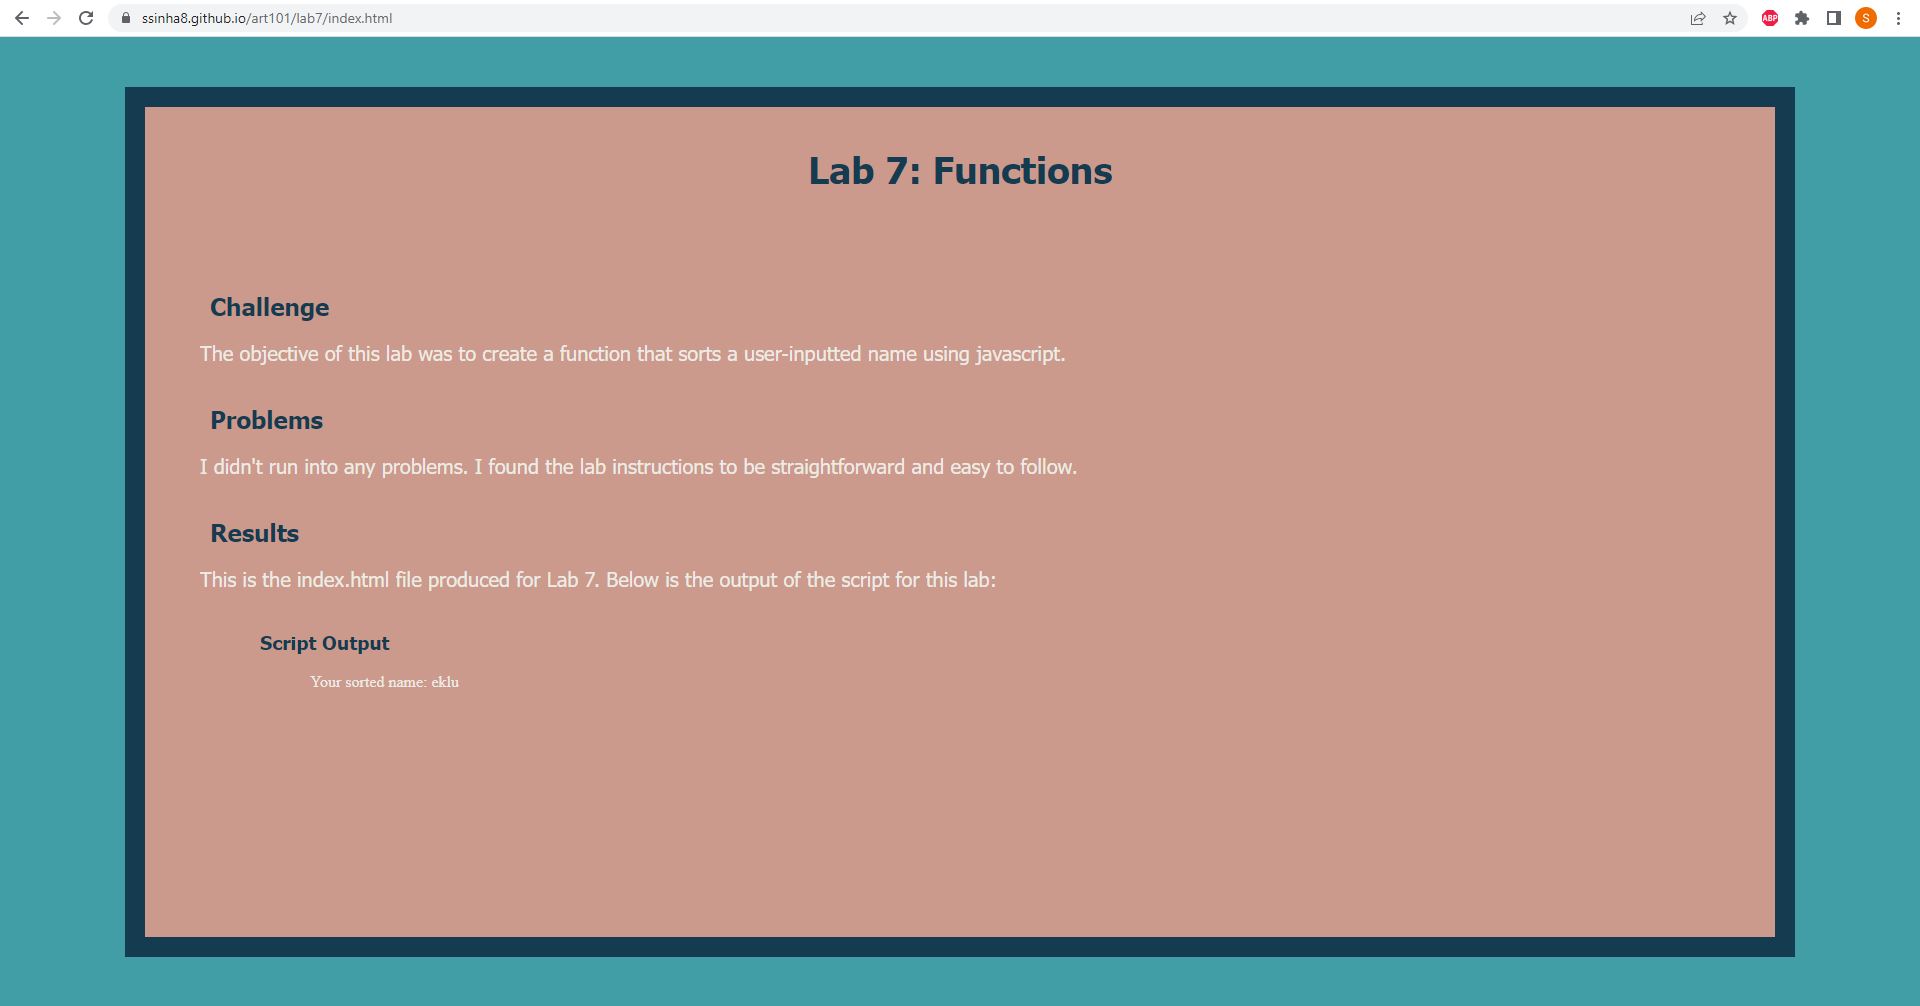 ssinha8.github.io/art101/lab7/index.html
ABP
S
Lab 7: Functions
Challenge
The objective of this lab was to create a function that sorts a user-inputted name using javascript.
Problems
I didn't run into any problems. I found the lab instructions to be straightforward and easy to follow.
Results
This is the index.html file produced for Lab 7. Below is the output of the script for this lab:
Script Output
Your sorted name: eklu